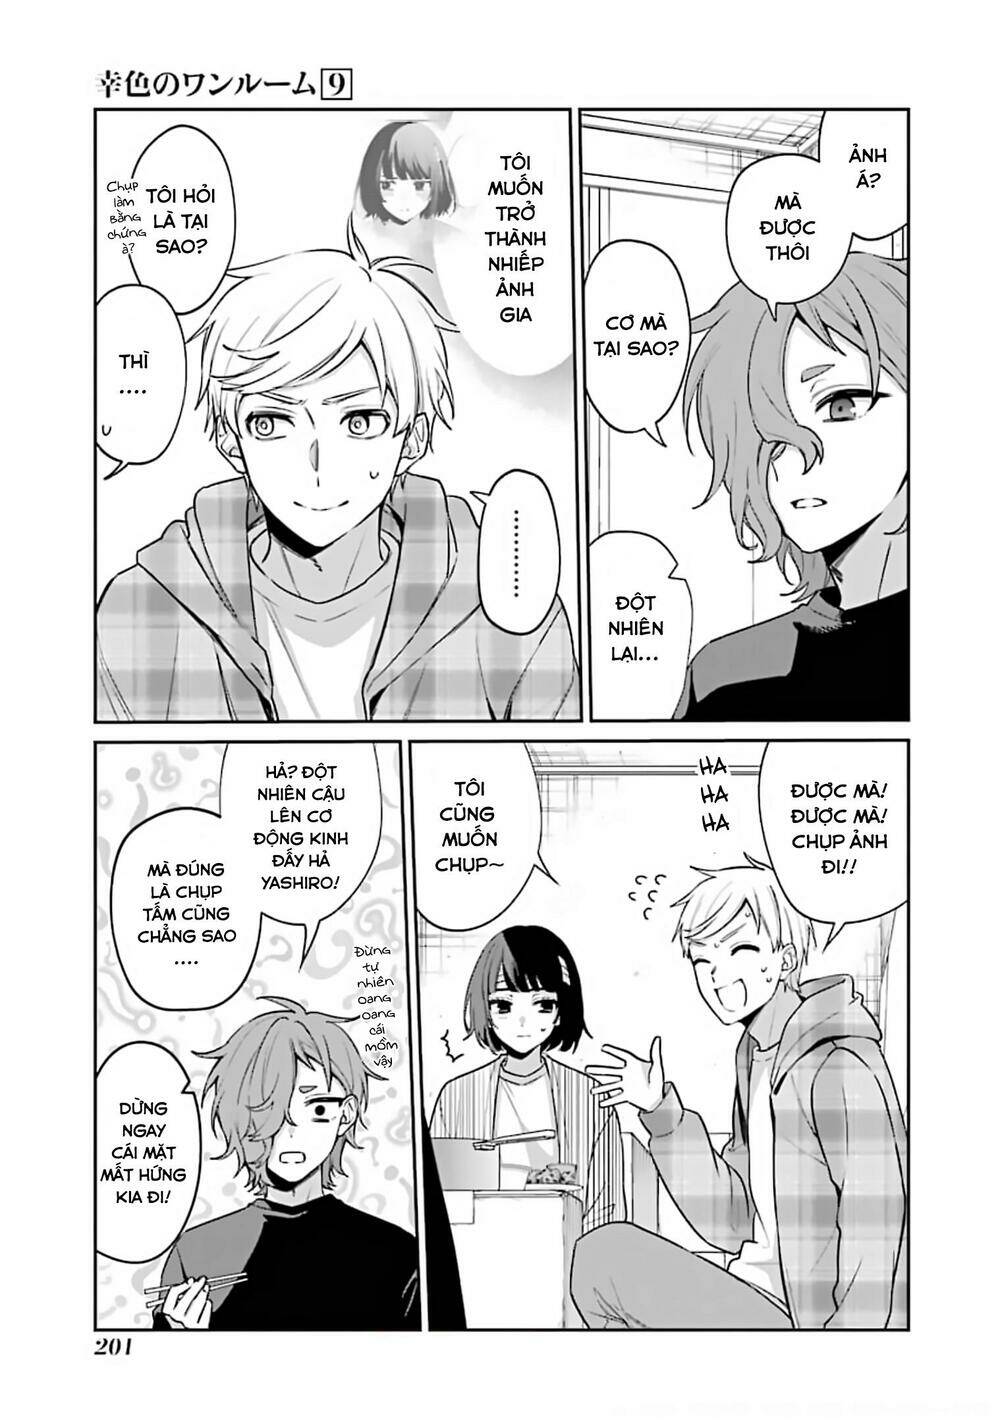 幸色のワンルーム 9
ẢNH
Á?
MÀ
ĐƯỢC
THÔI
CƠ MÀ
TẠI SAO?
ĐỘT
NHIÊN
LẠI...
TÔI
MUỐN
TRỞ
THÀNH
NHIẾP
ẢNH
GIA
..........
TÔI HỎI
LÀ TẠI
SAO?
Chụp
làm
bằng
chứng
à?
THÌ
....
ĐƯỢC MÀ!
ĐƯỢC MÀ!
CHỤP ẢNH
ĐI!!
HA
HA
HA
TÔI
CŨNG
MUỐN
CHỤP~
HẢ? ĐỘT
NHIÊN CẬU
LÊN CƠ
ĐỘNG KINH
ĐẤY HẢ
YASHIRO!
MÀ ĐÚNG
LÀ CHỤP
TẤM CŨNG
CHẲNG SAO
....
Đừng
tự
nhiên
oang
oang
cái
mồm
vậy
DỪNG
NGAY
CÁI MẶT
MẤT HỨNG
KIA ĐI!
201